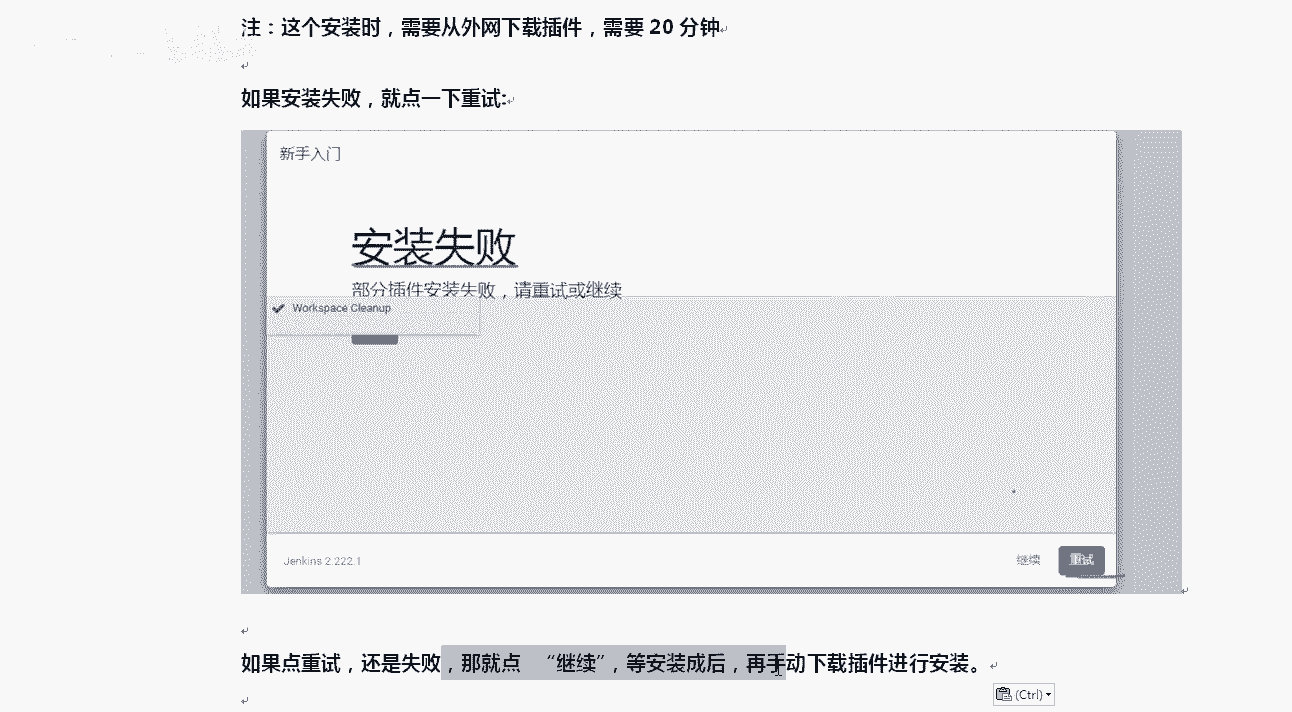 注：这个安装时，需要从外网下载插件，需要 20 分钟
如果安装失败，就点一下重试:
新手入门
安装失败
部分插件安装失败，请重试或继续
Workspace Cleanup
Jenkins 2.222.1
继续
重试
如果点重试，还是失败，那就点 “继续”，等安装成后，再手动下载插件进行安装。
(Ctrl)